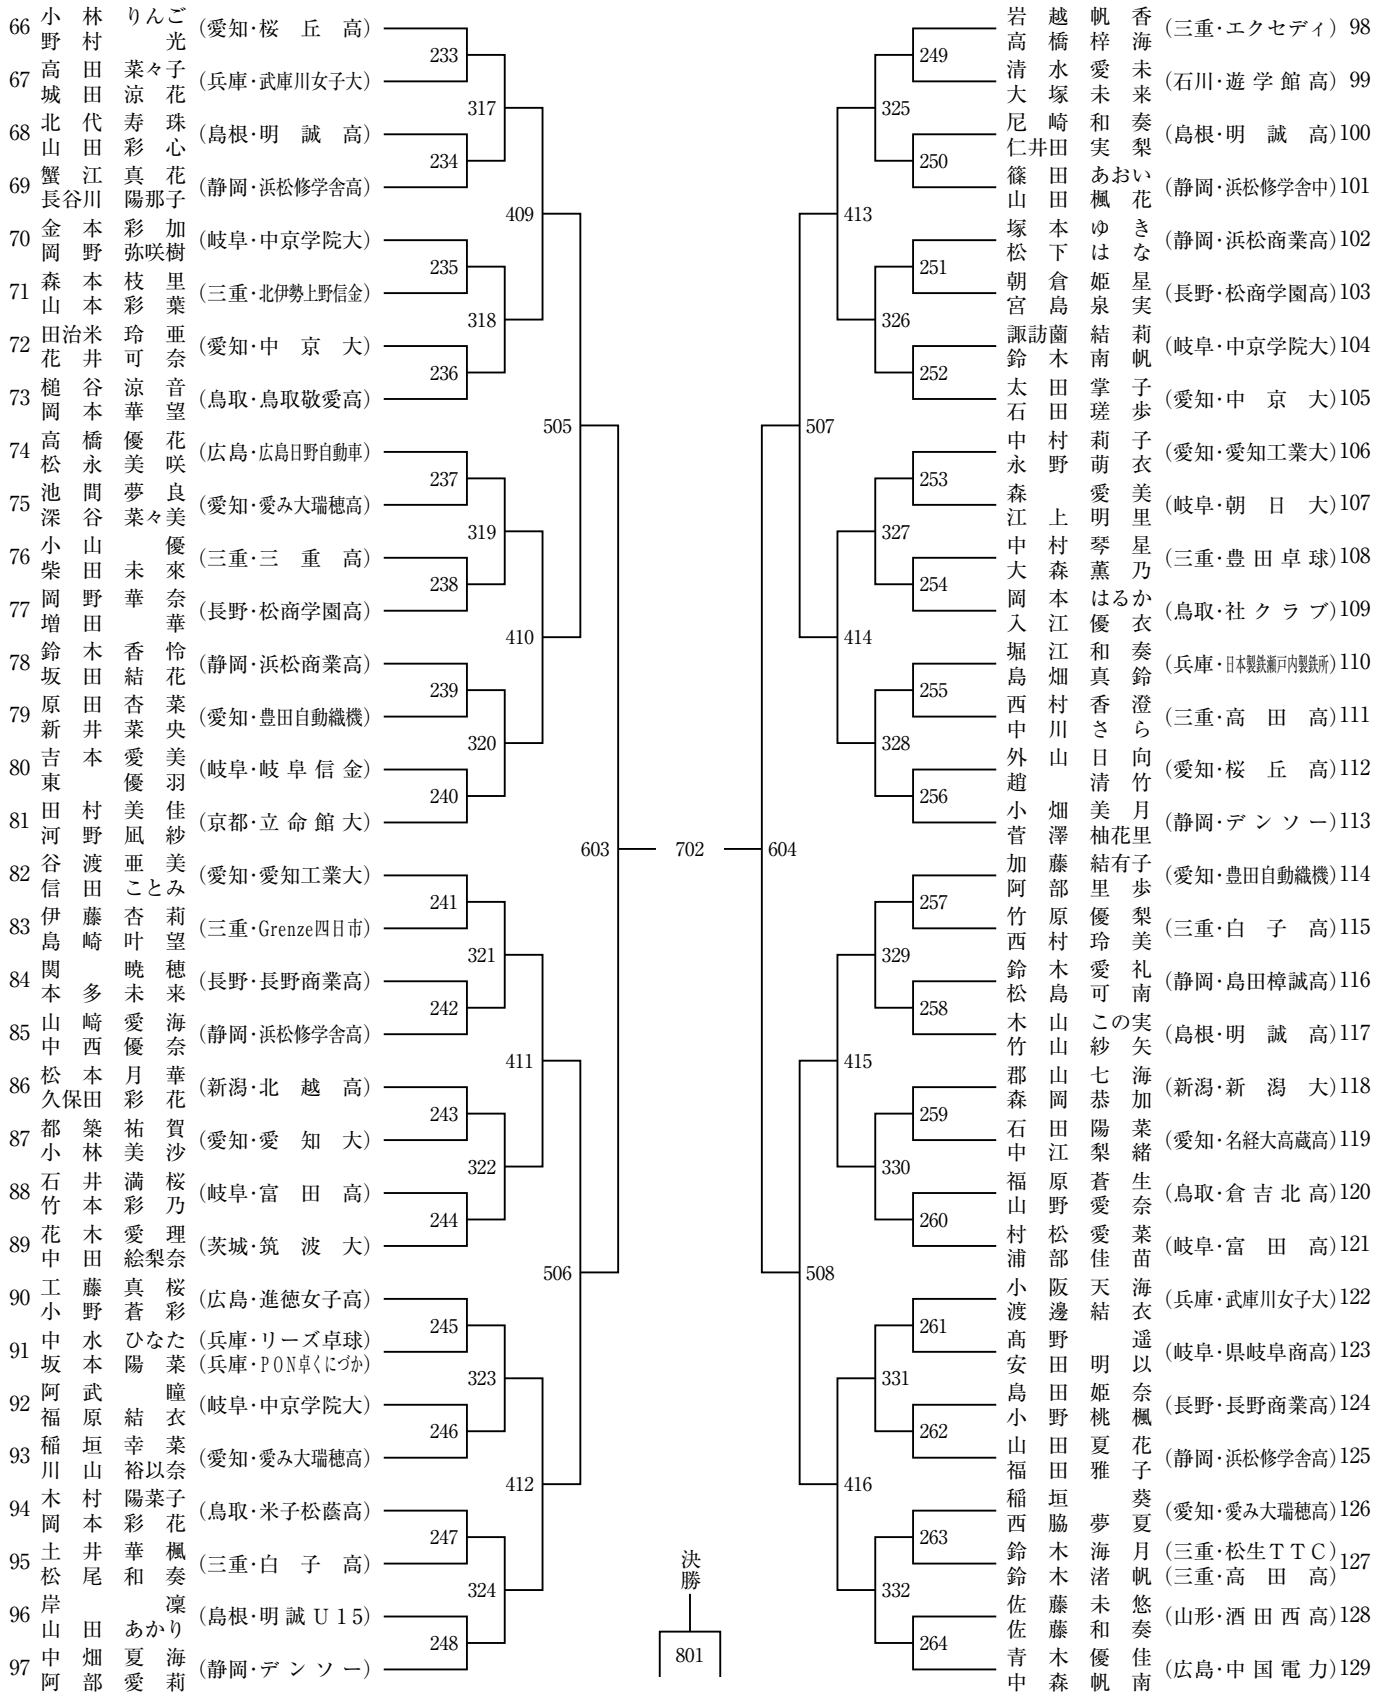 66 小林 りんご (愛知・桜丘高)
野村 光
67 高田 菜々子 (兵庫・武庫川女子大)
城田 涼花
68 北代 寿珠 (島根・明誠高)
山田 彩心
69 蟹江 真花 (静岡・浜松修学舎高)
長谷川 陽那子
70 金本 彩加 (岐阜・中京学院大)
岡野 弥咲樹
71 森本 枝里 (三重・北伊勢上野信金)
山本 彩葉
72 田治米 玲亜 (愛知・中京大)
花井 可奈
73 槌谷 涼音 (鳥取・鳥取敬愛高)
岡本 華望
74 高橋 優花 (広島・広島日野自動車)
松永 美咲
75 池間 夢良 (愛知・愛み大瑞穂高)
深谷 菜々美
76 小山 優 (三重・三重高)
柴田 未來
77 岡野 華奈 (長野・松商学園高)
増田 華
78 鈴木 香怜 (静岡・浜松商業高)
坂田 結花
79 原田 杏菜 (愛知・豊田自動織機)
新井 菜央
80 吉本 愛美 (岐阜・岐阜信金)
東 優羽
81 田村 美佳 (京都・立命館大)
河野 凪紗
82 谷渡 亜美 (愛知・愛知工業大)
信田 ことみ
83 伊藤 杏莉 (三重・Grenze四日市)
島崎 叶望
84 関 暁穂 (長野・長野商業高)
本多 未来
85 山﨑 愛海 (静岡・浜松修学舎高)
中西 優奈
86 松本 月華 (新潟・北越高)
久保田 彩花
87 都築 祐賀 (愛知・愛知大)
小林 美沙
88 石井 満桜 (岐阜・富田高)
竹本 彩乃
89 花木 愛理 (茨城・筑波大)
中田 絵梨奈
90 工藤 真桜 (広島・進徳女子高)
小野 蒼彩
91 中水 ひなた (兵庫・リーズ卓球)
坂本 陽菜 (兵庫・PON卓くにづか)
92 阿武 瞳 (岐阜・中京学院大)
福原 結衣
93 稲垣 幸菜 (愛知・愛み大瑞穂高)
川山 裕以奈
94 木村 陽菜子 (鳥取・米子松蔭高)
岡本 彩花
95 土井 華楓 (三重・白子高)
松尾 和奏
96 岸 凜 (島根・明誠U15)
山田 あかり
97 中畑 夏海 (静岡・デンソー)
阿部 愛莉
233
234
235
236
237
238
239
240
241
242
243
244
245
246
247
248
317
318
319
320
321
322
323
324
409
410
411
412
505
506
603
702
604
507
508
413
414
415
416
325
326
327
328
329
330
331
332
249
250
251
252
253
254
255
256
257
258
259
260
261
262
263
264
決勝
801
岩越 帆香 (三重・エクセディ) 98
高橋 梓海
清水 愛未 (石川・遊学館高) 99
大塚 未来
尼崎 和奏 (島根・明誠高) 100
仁井田 実梨
篠田 あおい (静岡・浜松修学舎中) 101
山田 楓花
塚本 ゆき (静岡・浜松商業高) 102
松下 はな
朝倉 姫星 (長野・松商学園高) 103
宮島 泉実
諏訪薗 結莉 (岐阜・中京学院大) 104
鈴木 南帆
太田 掌子 (愛知・中京大) 105
石田 瑳歩
中村 莉子 (愛知・愛知工業大) 106
永野 萌衣
森 愛美 (岐阜・朝日大) 107
江上 明里
中村 琴星 (三重・豊田卓球) 108
大森 薫乃
岡本 はるか (鳥取・社クラブ) 109
入江 優衣
堀江 和奏 (兵庫・日本製鉄瀬戸内製鉄所) 110
島畑 真鈴
西村 香澄 (三重・高田高) 111
中川 さら
外山 日向 (愛知・桜丘高) 112
趙 清竹
小畑 美月 (静岡・デンソー) 113
菅澤 柚花里
加藤 結有子 (愛知・豊田自動織機) 114
阿部 里歩
竹原 優梨 (三重・白子高) 115
西村 玲美
鈴木 愛礼 (静岡・島田樟誠高) 116
松島 可南
木山 この実 (島根・明誠高) 117
竹山 紗矢
郡山 七海 (新潟・新潟大) 118
森岡 恭加
石田 陽菜 (愛知・名経大高蔵高) 119
中江 梨緒
福原 蒼生 (鳥取・倉吉北高) 120
山野 愛奈
村松 愛菜 (岐阜・富田高) 121
浦部 佳苗
小阪 天海 (兵庫・武庫川女子大) 122
渡邊 結衣
髙野 遥 (岐阜・県岐阜商高) 123
安田 明以
島田 姫奈 (長野・長野商業高) 124
小野 桃楓
山田 夏花 (静岡・浜松修学舎高) 125
福田 雅子
稲垣 葵 (愛知・愛み大瑞穂高) 126
西脇 夢夏
鈴木 海月 (三重・松生TTC) 127
鈴木 渚帆 (三重・高田高)
佐藤 未悠 (山形・酒田西高) 128
佐藤 和奏
青木 優佳 (広島・中国電力) 129
中森 帆南